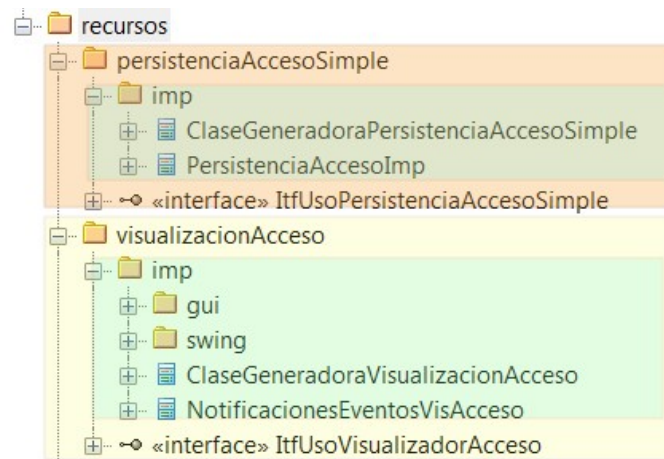 recursos
persistenciaAccesoSimple
imp
ClaseGeneradoraPersistenciaAccesoSimple
PersistenciaAccesoImp
«interface» ItfUsoPersistenciaAccesoSimple
visualizacionAcceso
imp
gui
swing
ClaseGeneradoraVisualizacionAcceso
NotificacionesEventosVisAcceso
«interface» ItfUsoVisualizadorAcceso